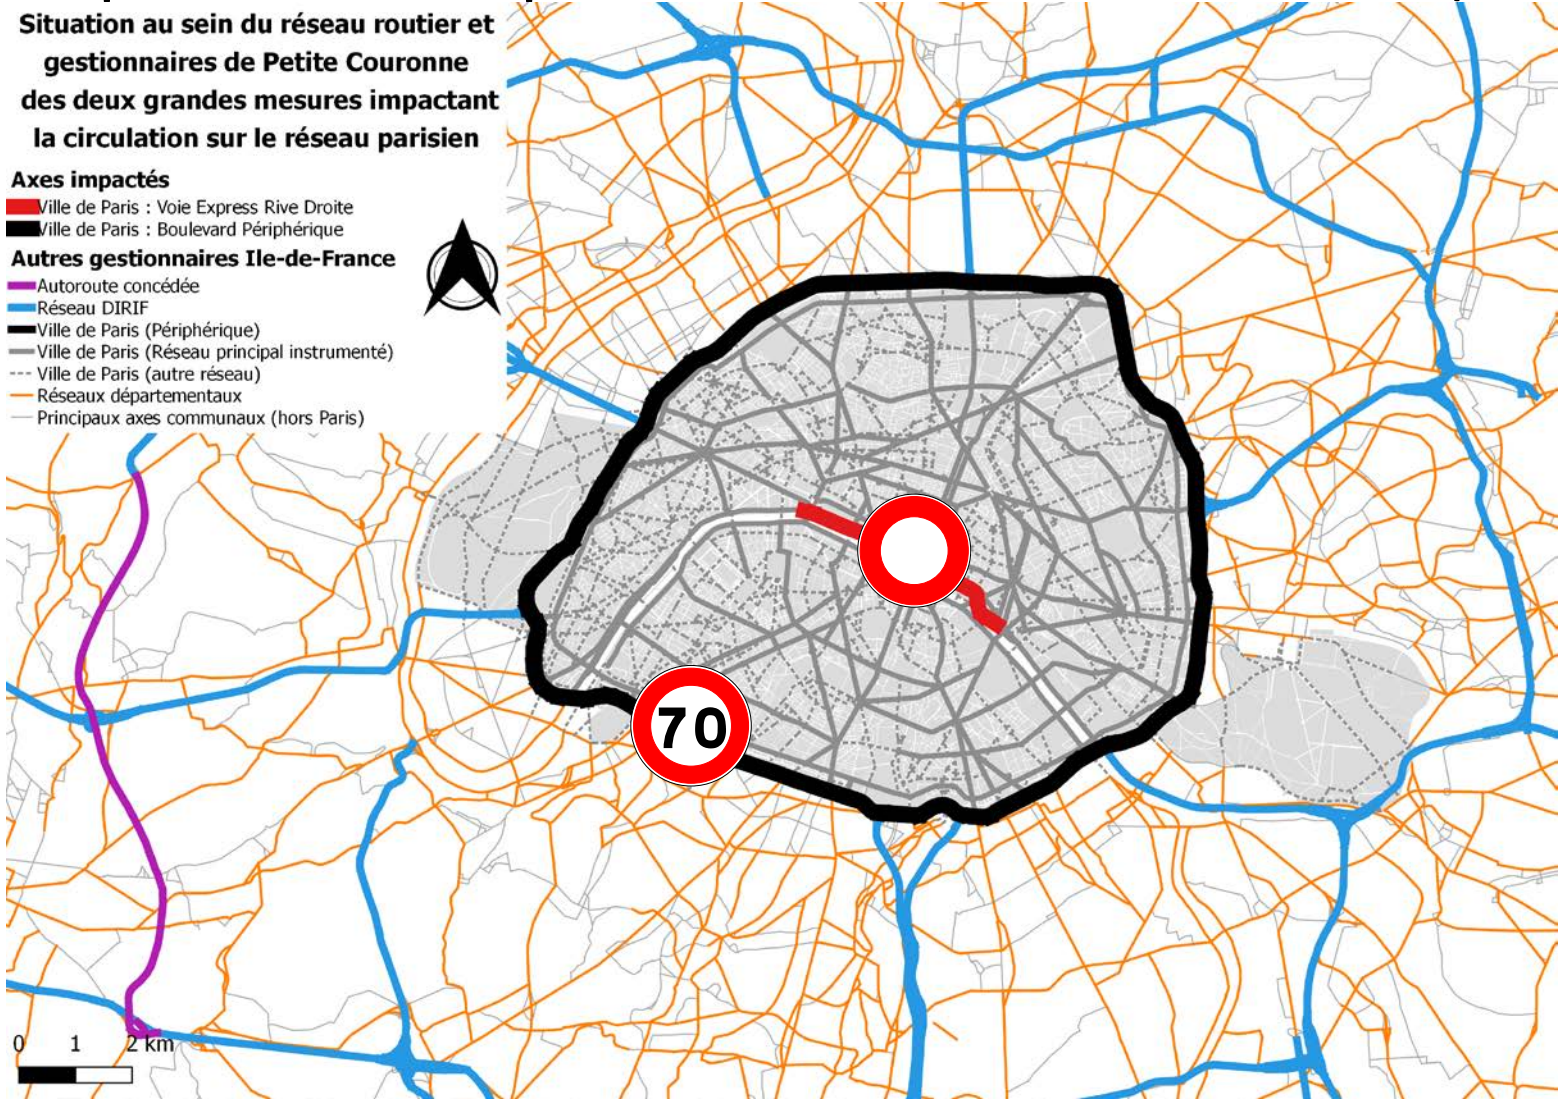 Situation au sein du réseau routier et
gestionnaires de Petite Couronne
des deux grandes mesures impactant
la circulation sur le réseau parisien
Axes impactés
Ville de Paris : Voie Express Rive Droite
Ville de Paris : Boulevard Périphérique
Autres gestionnaires Ile-de-France
Autoroute concédée
Réseau DIRIF
Ville de Paris (Périphérique)
Ville de Paris (Réseau principal instrumenté)
Ville de Paris (autre réseau)
Réseaux départementaux
Principaux axes communaux (hors Paris)
70
0 1 2 km